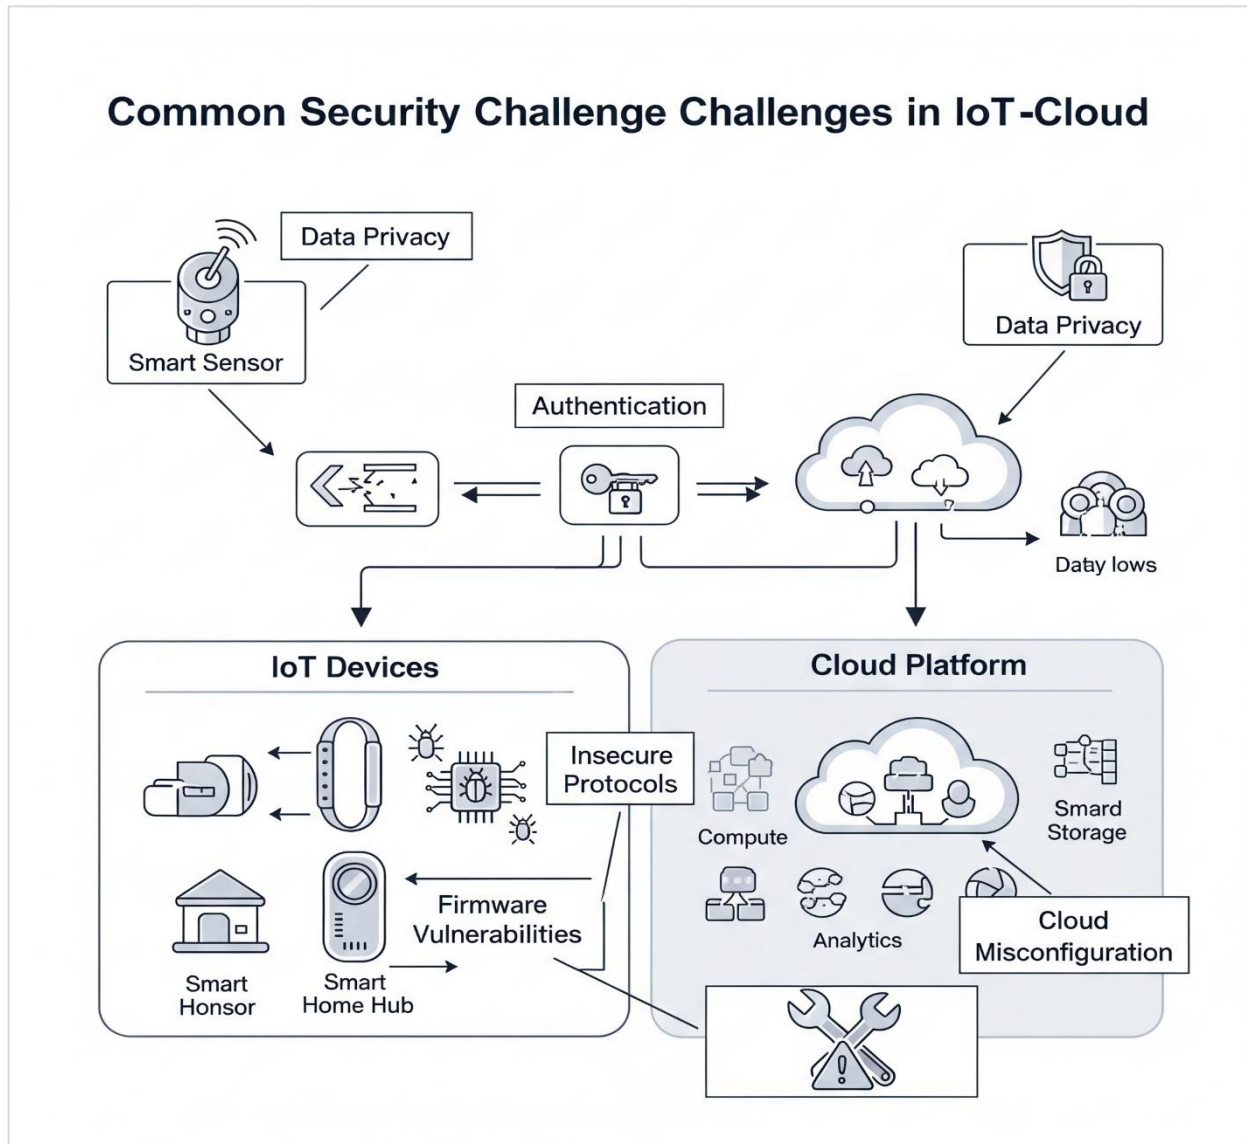 Common Security Challenge Challenges in IoT-Cloud
Data Privacy
Smart Sensor
Data Privacy
Authentication
Datay lows
IoT Devices
Cloud Platform
Insecure
Protocols
Compute
Smard
Storage
Firmware
Vulnerabilities
Analytics
Cloud
Misconfiguration
Smart
Honsor
Smart
Home Hub